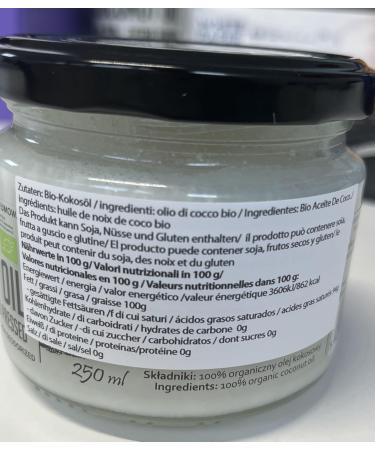 Zutaten: Bio-Kokosöl / ingredienti: olio di cocco bio / Ingredientes: Bio Aceite De Coco /
ingrédients: huile de noix de coco bio
Das Produkt kann Soja, Nüsse und Gluten enthalten/ il prodotto può contenere soia,
frutta a guscio e glutine/ El producto puede contener soja, frutos secos y gluten/ le
produit peut contenir du soja, des noix et du gluten
Nährwerte in 100 g/ Valori nutrizionali in 100 g/
Valores nutricionales en 100 g / Valeurs nutritionnelles dans 100 g:
Energiewert / energia / valor energético /valeur énergétique 3606kJ/862 kcal
Fett / grassi / grasa / graisse 100g
gesättigte Fettsäuren /f di cui saturi / ácidos grasos saturados / acides gras saturés 94g
Kohlenhydrate / di carboidrati / hydrates de carbone 0g
- davon Zucker / -di cui zuccher / carbohidratos / dont sucres 0g
Eiweiß / di proteine / proteínas/protéine 0g
Salz / di sale / sal/sel 0g
250 ml
Składniki: 100% organiczny olej kokosowy
Ingredients: 100% organic coconut oil